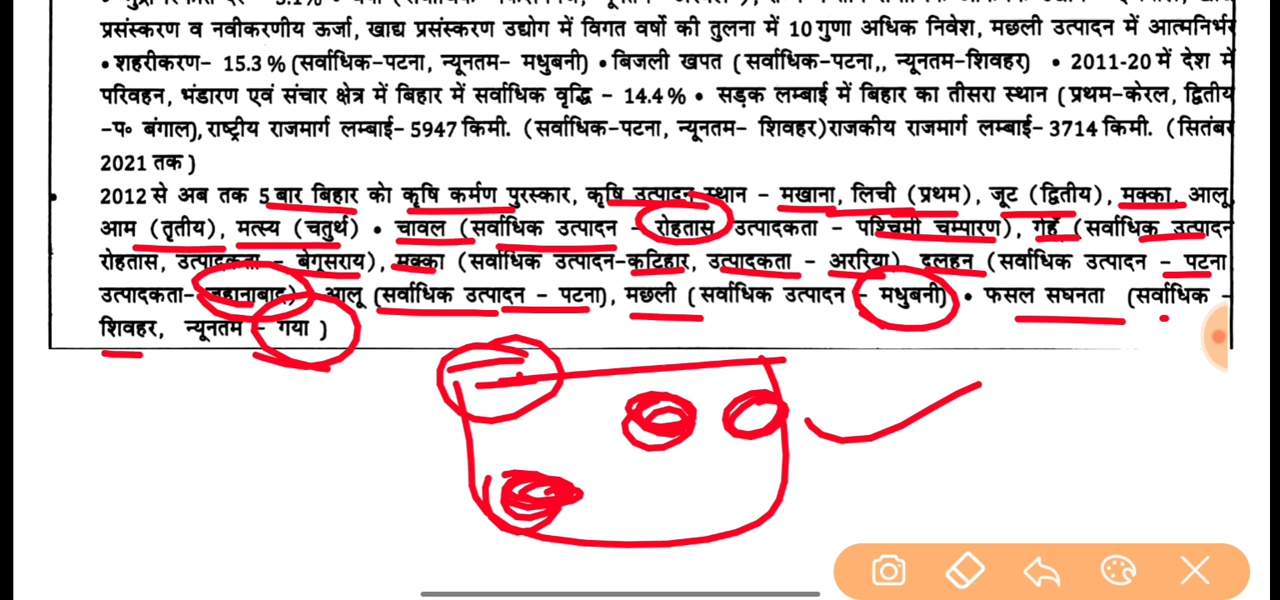 प्रसंस्करण व नवीकरणीय ऊर्जा, खाद्य प्रसंस्करण उद्योग में विगत वर्षो की तुलना में 10 गुणा अधिक निवेश, मछली उत्पादन में आत्मनिर्भर
• शहरीकरण- 15.3 % (सर्वाधिक-पटना, न्यूनतम- मधुबनी) • बिजली खपत (सर्वाधिक-पटना,, न्यूनतम-शिवहर) • 2011-20 में देश में
परिवहन, भंडारण एवं संचार क्षेत्र में बिहार में सर्वाधिक वृद्धि - 14.4 % • सड़क लम्बाई में बिहार का तीसरा स्थान ( प्रथम-केरल, द्वितीय
-प० बंगाल), राष्ट्रीय राजमार्ग लम्बाई- 5947 किमी. (सर्वाधिक-पटना, न्यूनतम- शिवहर)राजकीय राजमार्ग लम्बाई- 3714 किमी. (सितंबर
2021 तक )
• 2012 से अब तक 5 बार बिहार को कृषि कर्मण पुरस्कार, कृषि उत्पादन स्थान - मखाना, लिची (प्रथम), जूट (द्वितीय), मक्का, आलू
आम (तृतीय), मत्स्य (चतुर्थ) • चावल (सर्वाधिक उत्पादन - रोहतास उत्पादकता - पश्चिमी चम्पारण), गेहूँ (सर्वाधिक उत्पादन
रोहतास, उत्पादकता - बेगूसराय), मक्का (सर्वाधिक उत्पादन-कटिहार, उत्पादकता - अररिया) दलहन (सर्वाधिक उत्पादन - पटना
उत्पादकता- जहानाबाद) आलू (सर्वाधिक उत्पादन - पटना), मछली (सर्वाधिक उत्पादन - मधुबनी) • फसल सघनता (सर्वाधिक -
शिवहर, न्यूनतम - गया )